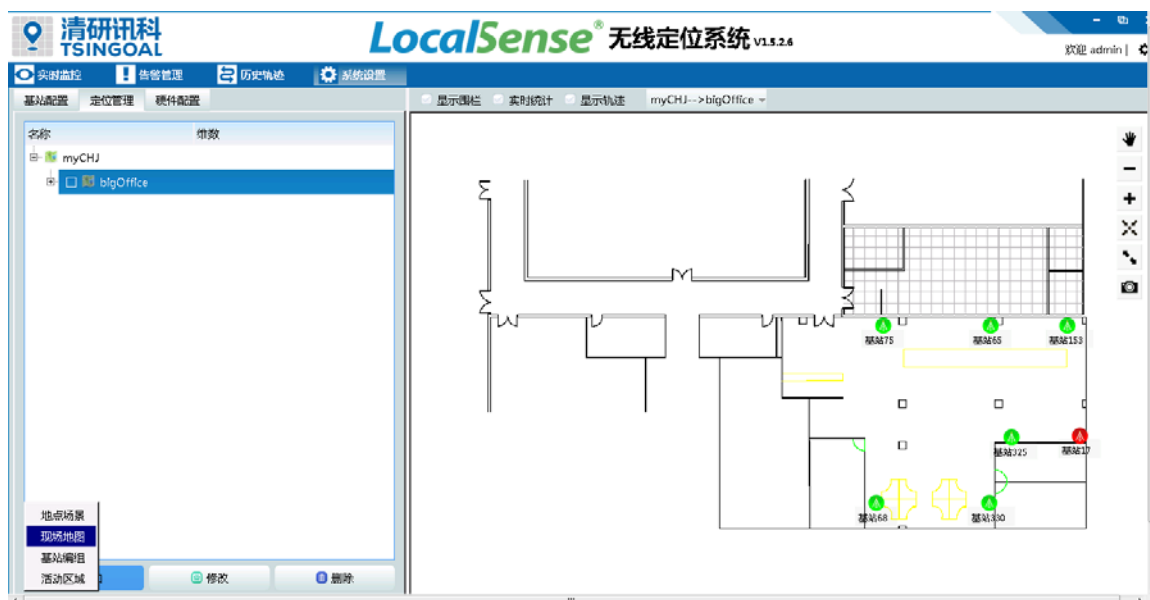 清研讯科
TSINGOAL
LocalSense® 无线定位系统 V1.5.2.6
欢迎 admin |
实时监控 告警管理 历史轨迹 系统设置
基站配置 定位管理 硬件配置
显示围栏 实时统计 显示轨迹 myCHJ-->bigOffice
名称 维数
myCHJ
bigOffice
基站75 基站65 基站153
基站325 基站17
基站68 基站330
地点场景
现场地图
基站编组
活动区域
修改 删除